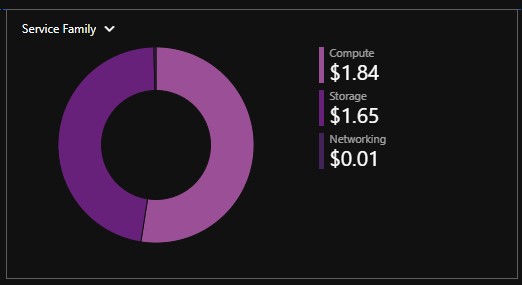 Service Family
Compute
$1.84
Storage
$1.65
Networking
$0.01